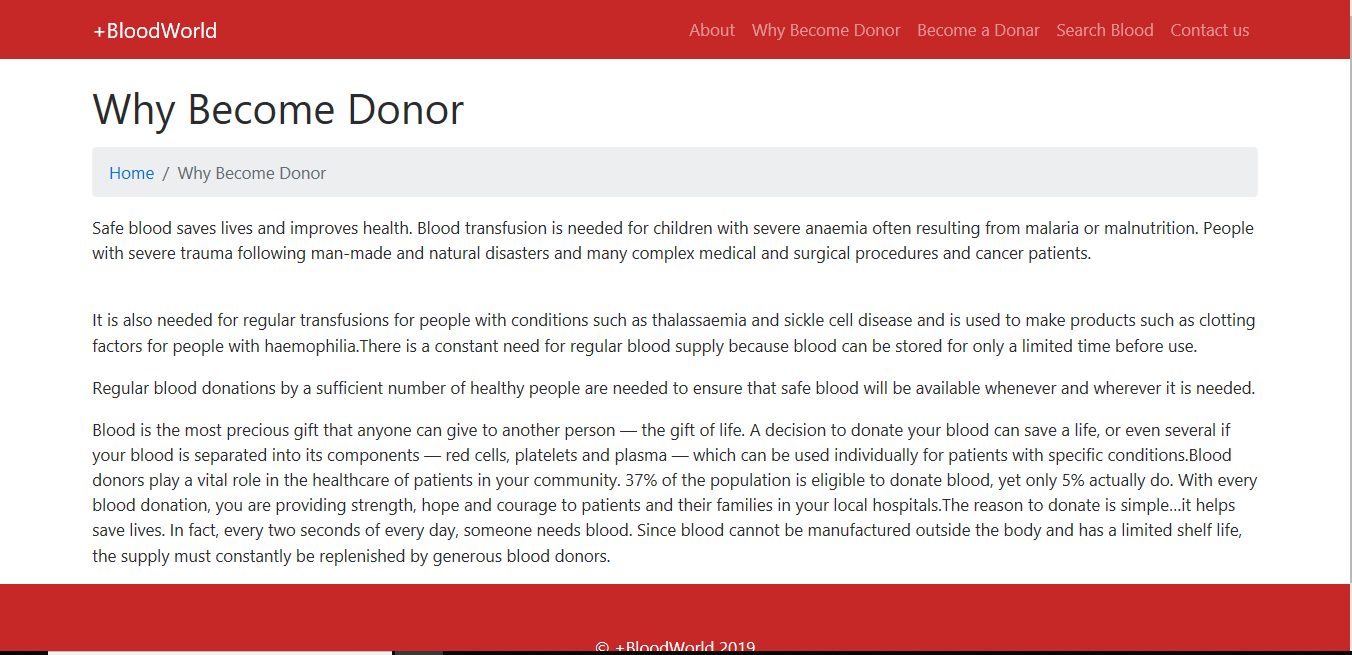 +BloodWorld
About Why Become Donor Become a Donar Search Blood Contact us
Why Become Donor
Home / Why Become Donor
Safe blood saves lives and improves health. Blood transfusion is needed for children with severe anaemia often resulting from malaria or malnutrition. People
with severe trauma following man-made and natural disasters and many complex medical and surgical procedures and cancer patients.
It is also needed for regular transfusions for people with conditions such as thalassaemia and sickle cell disease and is used to make products such as clotting
factors for people with haemophilia.There is a constant need for regular blood supply because blood can be stored for only a limited time before use.
Regular blood donations by a sufficient number of healthy people are needed to ensure that safe blood will be available whenever and wherever it is needed.
Blood is the most precious gift that anyone can give to another person — the gift of life. A decision to donate your blood can save a life, or even several if
your blood is separated into its components — red cells, platelets and plasma — which can be used individually for patients with specific conditions.Blood
donors play a vital role in the healthcare of patients in your community. 37% of the population is eligible to donate blood, yet only 5% actually do. With every
blood donation, you are providing strength, hope and courage to patients and their families in your local hospitals.The reason to donate is simple…it helps
save lives. In fact, every two seconds of every day, someone needs blood. Since blood cannot be manufactured outside the body and has a limited shelf life,
the supply must constantly be replenished by generous blood donors.
© +BloodWorld 2019